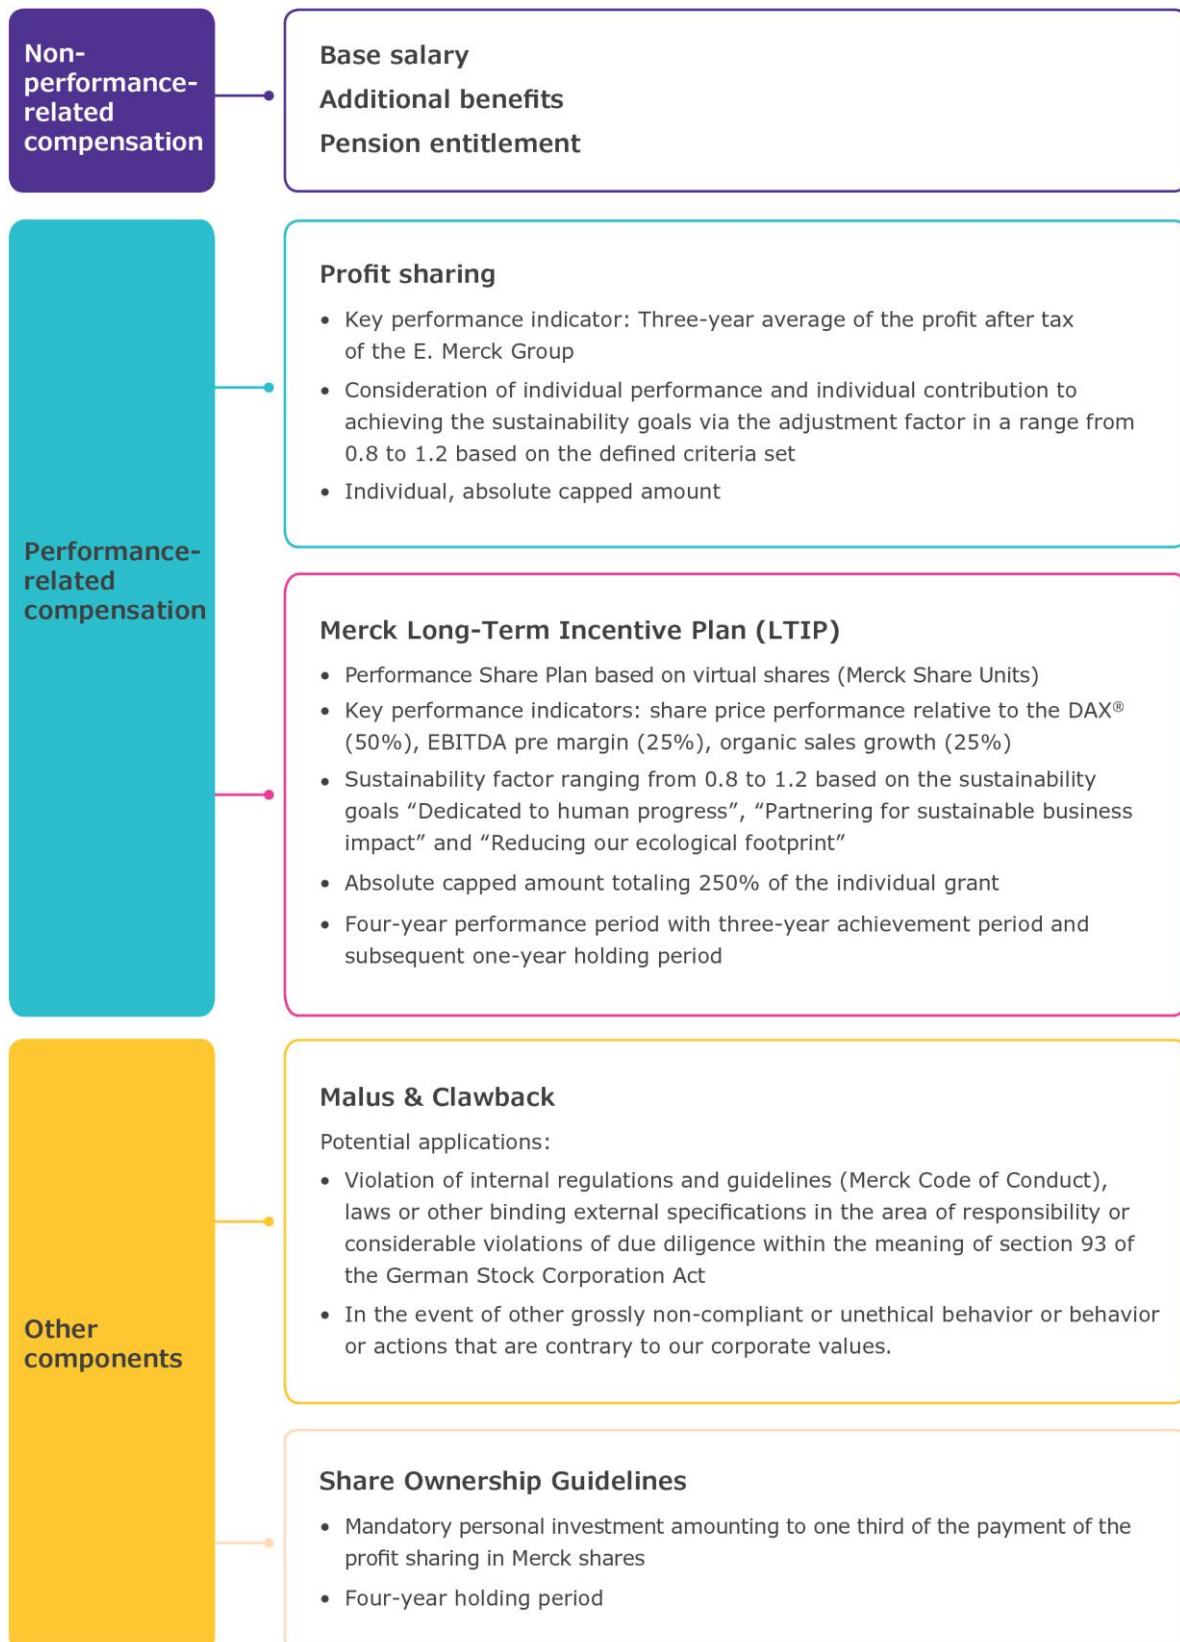 Non-
performance-
related
compensation
Base salary
Additional benefits
Pension entitlement
Performance-
related
compensation
Profit sharing
• Key performance indicator: Three-year average of the profit after tax
of the E. Merck Group
• Consideration of individual performance and individual contribution to
achieving the sustainability goals via the adjustment factor in a range from
0.8 to 1.2 based on the defined criteria set
• Individual, absolute capped amount
Merck Long-Term Incentive Plan (LTIP)
• Performance Share Plan based on virtual shares (Merck Share Units)
• Key performance indicators: share price performance relative to the DAX®
(50%), EBITDA pre margin (25%), organic sales growth (25%)
• Sustainability factor ranging from 0.8 to 1.2 based on the sustainability
goals “Dedicated to human progress”, “Partnering for sustainable business
impact” and “Reducing our ecological footprint”
• Absolute capped amount totaling 250% of the individual grant
• Four-year performance period with three-year achievement period and
subsequent one-year holding period
Other
components
Malus & Clawback
Potential applications:
• Violation of internal regulations and guidelines (Merck Code of Conduct),
laws or other binding external specifications in the area of responsibility or
considerable violations of due diligence within the meaning of section 93 of
the German Stock Corporation Act
• In the event of other grossly non-compliant or unethical behavior or behavior
or actions that are contrary to our corporate values.
Share Ownership Guidelines
• Mandatory personal investment amounting to one third of the payment of the
profit sharing in Merck shares
• Four-year holding period